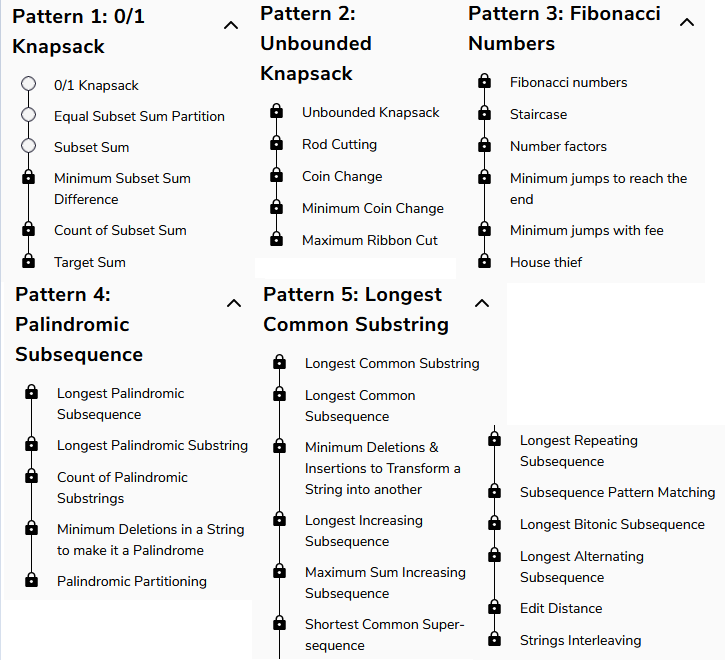 Pattern 1: 0/1
Knapsack
0/1 Knapsack
Equal Subset Sum Partition
Subset Sum
Minimum Subset Sum
Difference
Count of Subset Sum
Target Sum
Pattern 2:
Unbounded
Knapsack
Unbounded Knapsack
Rod Cutting
Coin Change
Minimum Coin Change
Maximum Ribbon Cut
Pattern 3: Fibonacci
Numbers
Fibonacci numbers
Staircase
Number factors
Minimum jumps to reach the
end
Minimum jumps with fee
House thief
Pattern 4:
Palindromic
Subsequence
Longest Palindromic
Subsequence
Longest Palindromic Substring
Count of Palindromic
Substrings
Minimum Deletions in a String
to make it a Palindrome
Palindromic Partitioning
Pattern 5: Longest
Common Substring
Longest Common Substring
Longest Common
Subsequence
Minimum Deletions &
Insertions to Transform a
String into another
Longest Increasing
Subsequence
Maximum Sum Increasing
Subsequence
Shortest Common Super-
sequence
Longest Repeating
Subsequence
Subsequence Pattern Matching
Longest Bitonic Subsequence
Longest Alternating
Subsequence
Edit Distance
Strings Interleaving